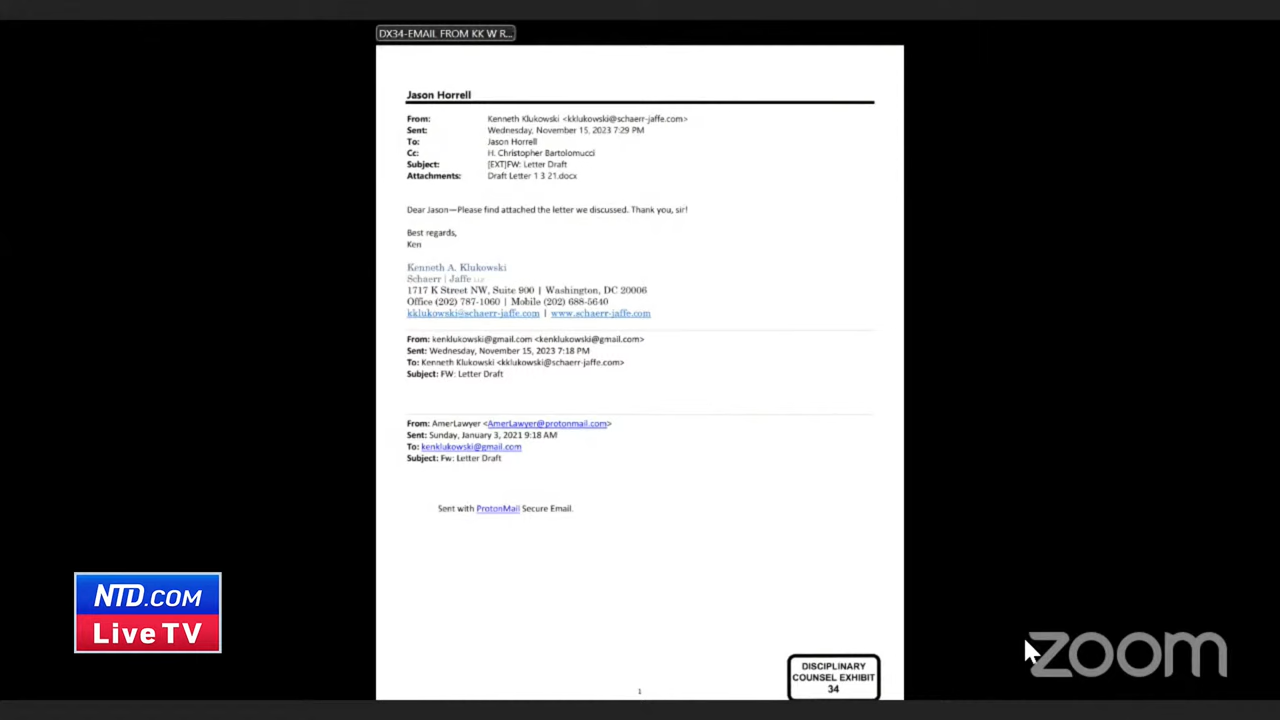 DX34-EMAIL FROM KK W R...
Jason Horrell
From: Kenneth Klukowski <kklukowski@schaerr-jaffe.com>
Sent: Wednesday, November 15, 2023 7:29 PM
To: Jason Horrell
Cc: H. Christopher Bartolomucci
Subject: [EXT]FW: Letter Draft
Attachments: Draft Letter 1 3 21.docx
Dear Jason—Please find attached the letter we discussed. Thank you, sir!
Best regards,
Ken
Kenneth A. Klukowski
Schaerr | Jaffe LLP
1717 K Street NW, Suite 900 | Washington, DC 20006
Office (202) 787-1060 | Mobile (202) 688-5640
kklukowski@schaerr-jaffe.com | www.schaerr-jaffe.com
From: kenklukowski@gmail.com <kenklukowski@gmail.com>
Sent: Wednesday, November 15, 2023 7:18 PM
To: Kenneth Klukowski <kklukowski@schaerr-jaffe.com>
Subject: FW: Letter Draft
From: AmerLawyer <AmerLawyer@protonmail.com>
Sent: Sunday, January 3, 2021 9:18 AM
To: kenklukowski@gmail.com
Subject: Fw: Letter Draft
Sent with ProtonMail Secure Email.
NTD.COM
Live TV
zoom
DISCIPLINARY
COUNSEL EXHIBIT
34
1